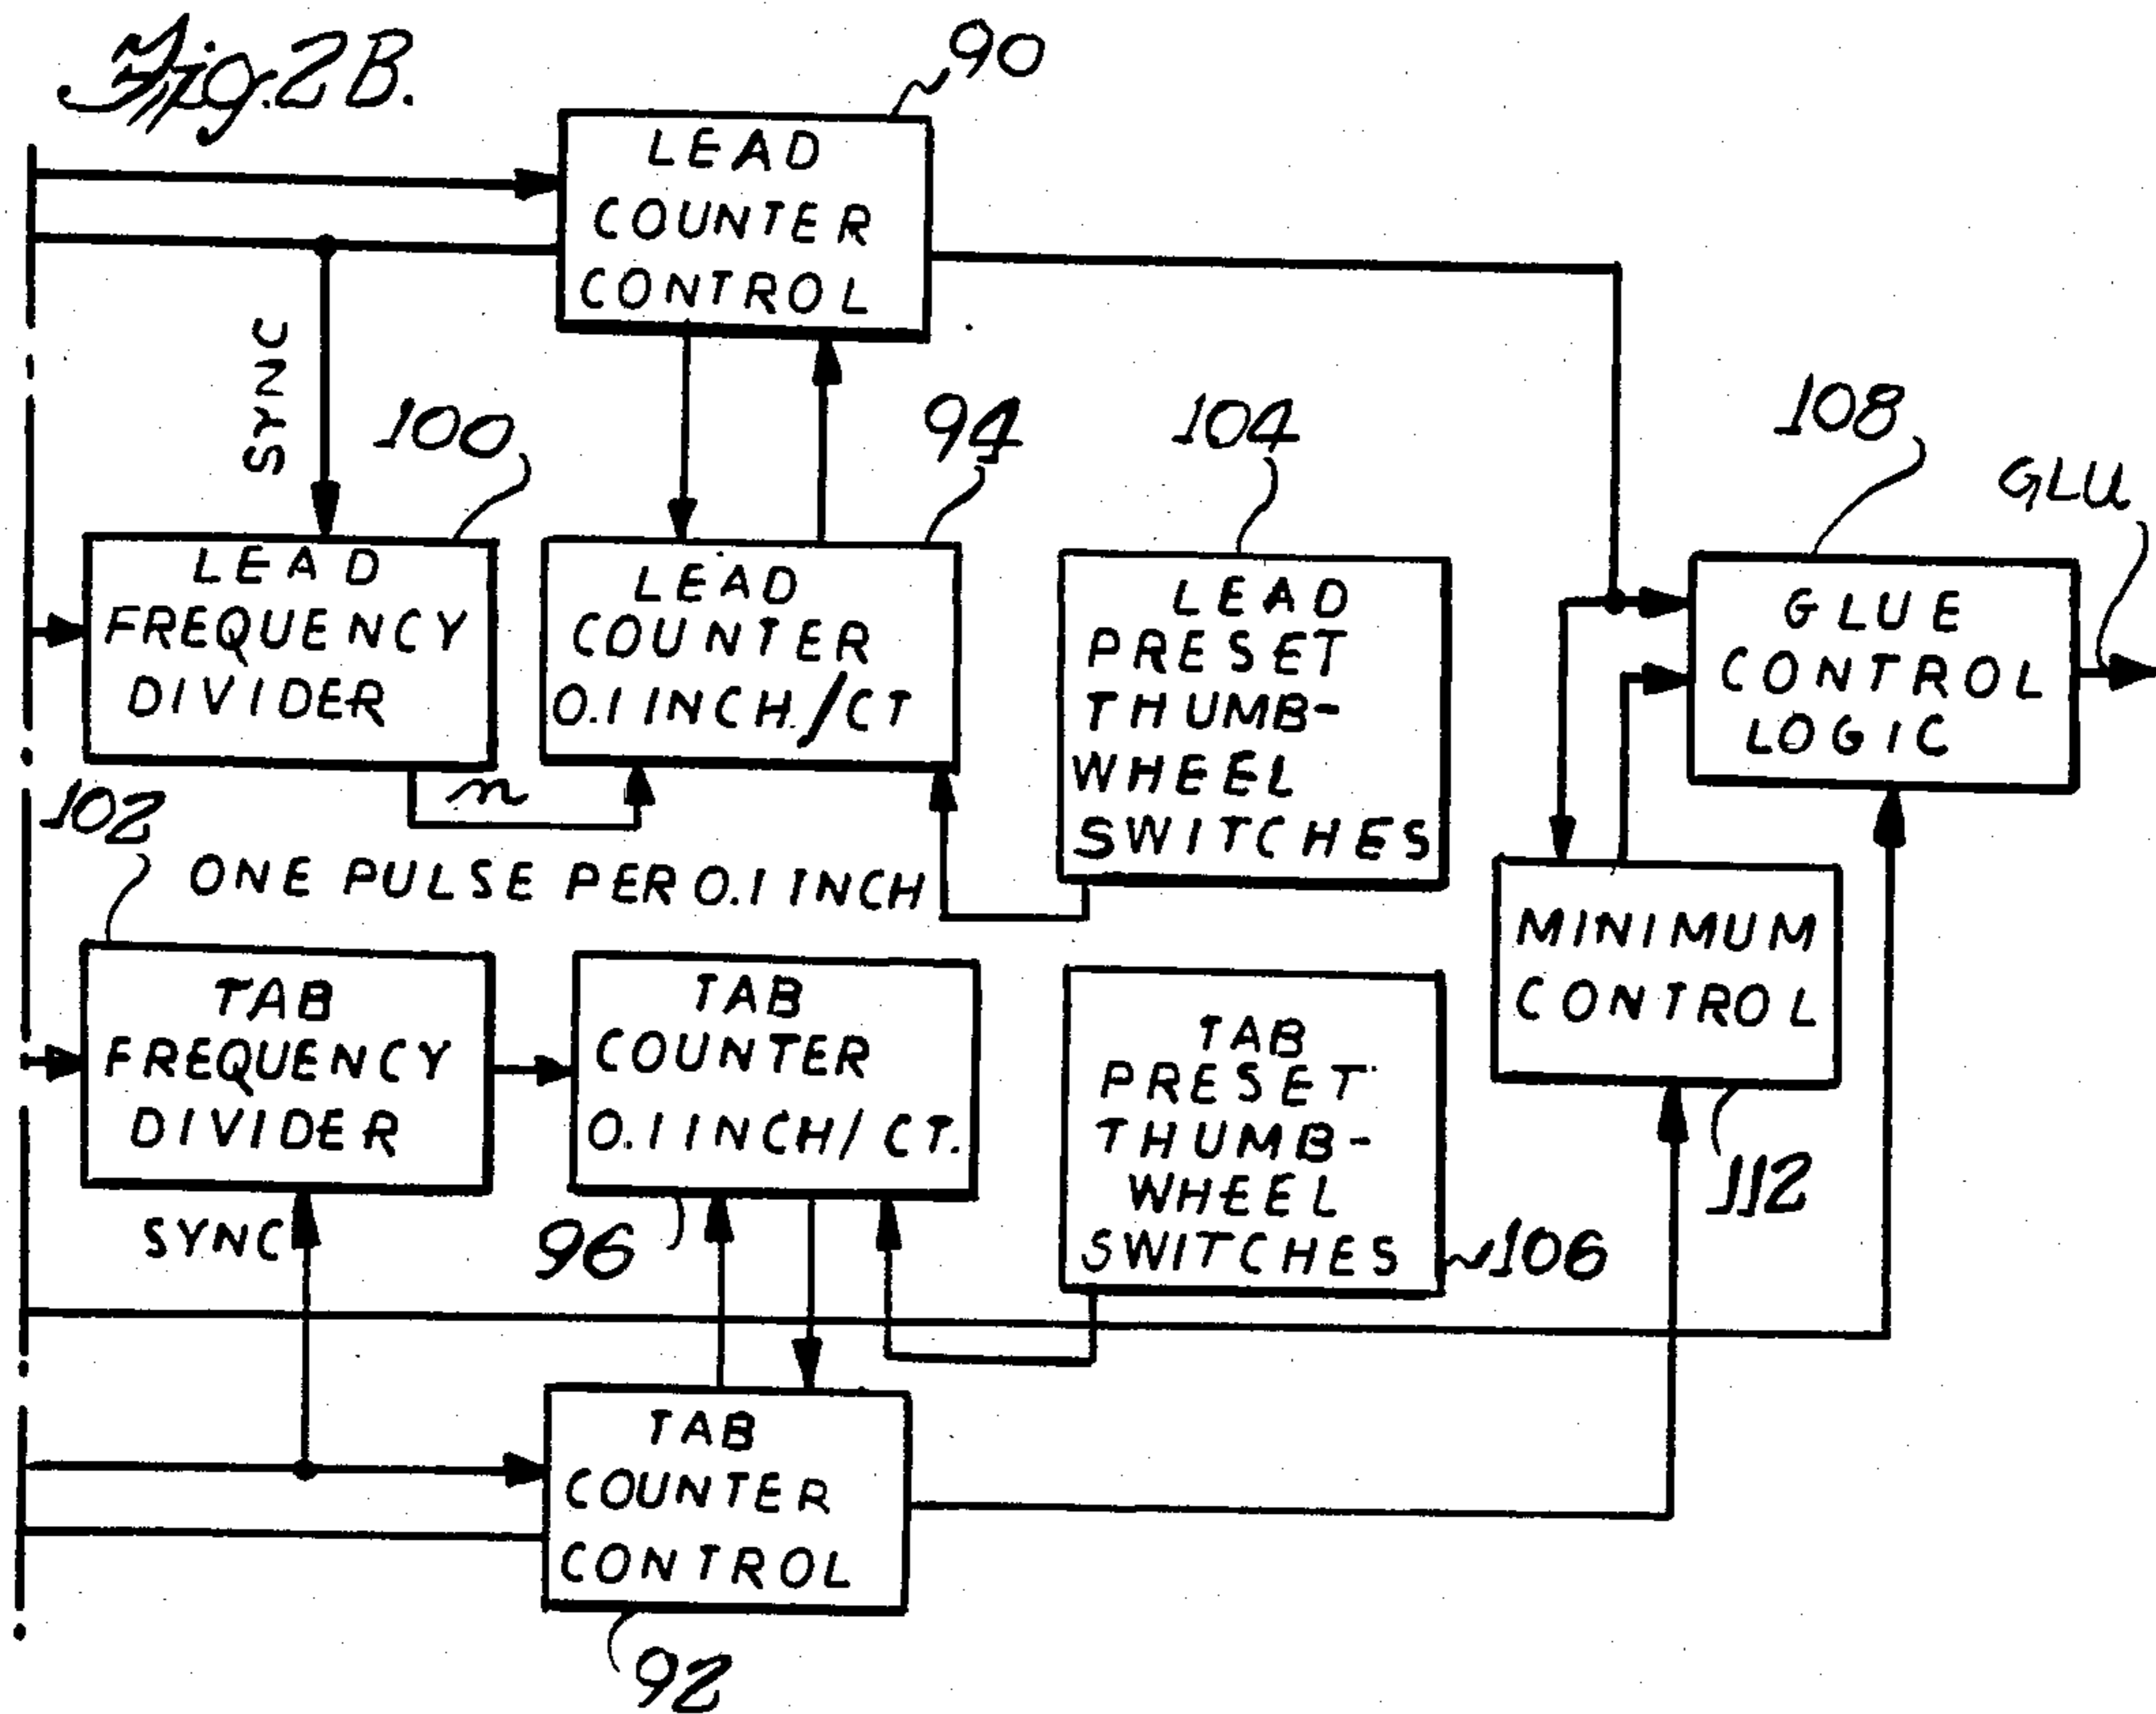 Fig. 2B.
90
LEAD
COUNTER
CONTROL
SYNC
100
94
104
108
GLU
LEAD
FREQUENCY
DIVIDER
LEAD
COUNTER
0.1 INCH./CT
LEAD
PRESET
THUMB-
WHEEL
SWITCHES
GLUE
CONTROL
LOGIC
n
102
ONE PULSE PER 0.1 INCH
MINIMUM
CONTROL
112
TAB
FREQUENCY
DIVIDER
TAB
COUNTER
0.1 INCH/CT.
TAB
PRESET
THUMB-
WHEEL
SWITCHES
SYNC
96
106
TAB
COUNTER
CONTROL
92